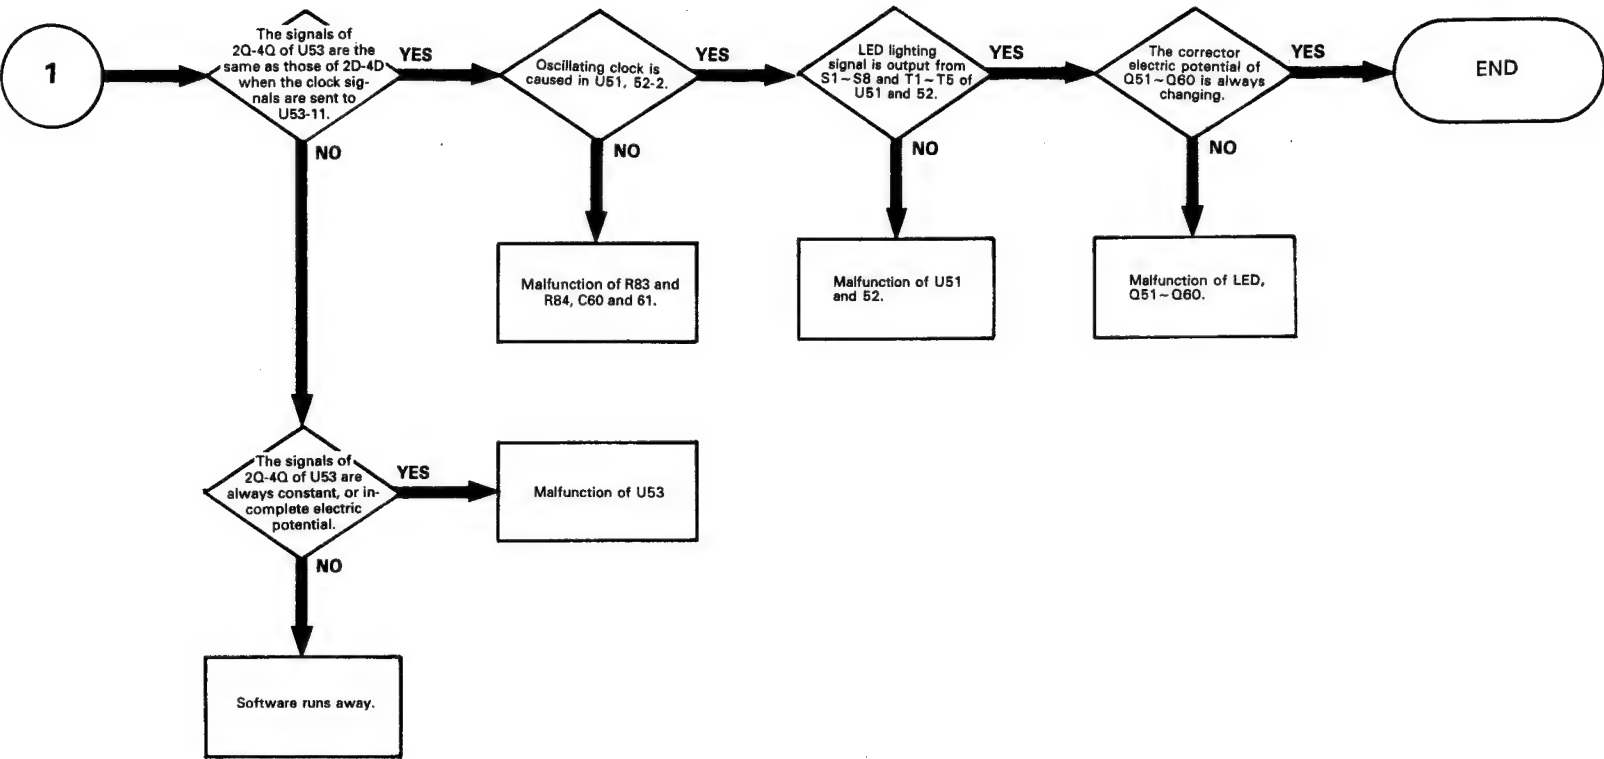 1
The signals of
2Q-4Q of U53 are the
same as those of 2D-4D
when the clock sig-
nals are sent to
U53-11.
YES
NO
Oscillating clock is
caused in U51, 52-2.
YES
NO
LED lighting
signal is output from
S1~S8 and T1~T5 of
U51 and 52.
YES
NO
The corrector
electric potential of
Q51~Q60 is always
changing.
YES
NO
END
Malfunction of R83 and
R84, C60 and 61.
Malfunction of U51
and 52.
Malfunction of LED,
Q51~Q60.
The signals of
2Q-4Q of U53 are
always constant, or in-
complete electric
potential.
YES
NO
Malfunction of U53
Software runs away.